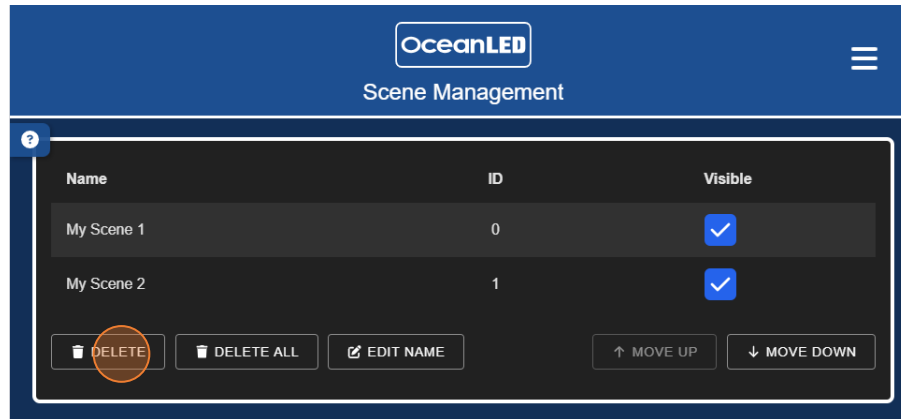 OceanLED
Scene Management
?
Name ID Visible
My Scene 1 0
My Scene 2 1
DELETE DELETE ALL EDIT NAME ↑ MOVE UP ↓ MOVE DOWN